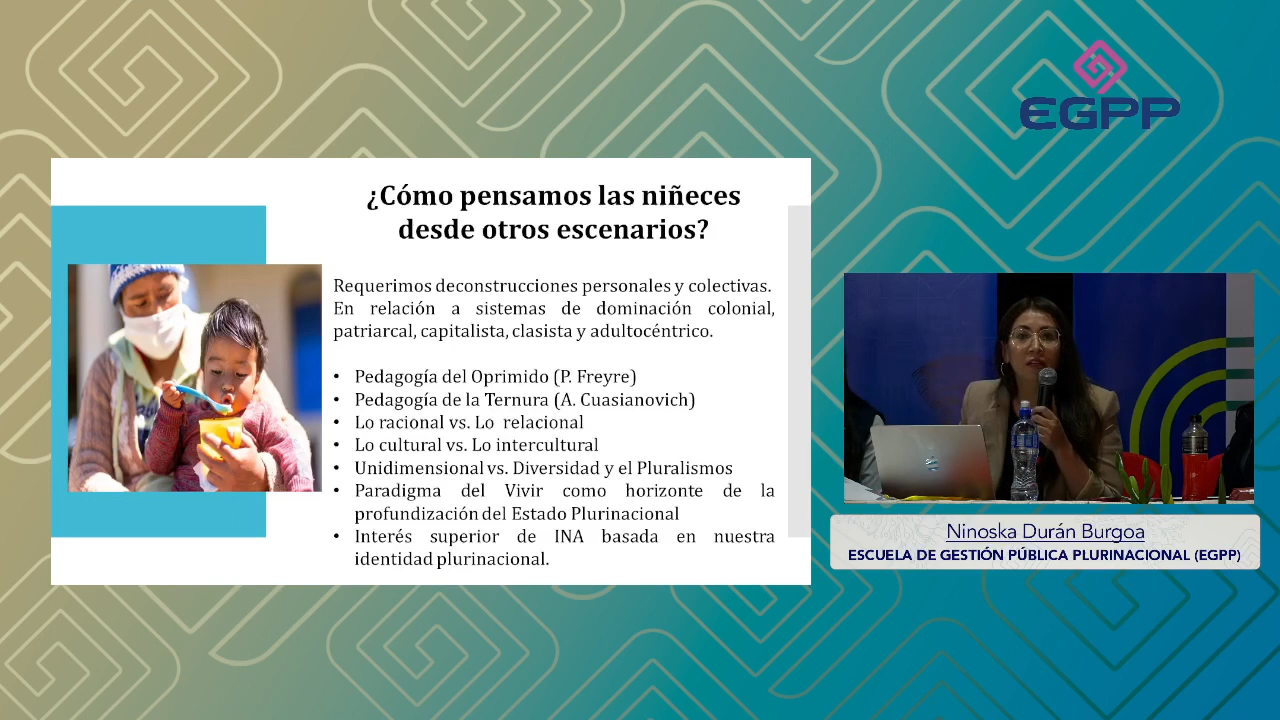 EGPP
¿Cómo pensamos las niñeces
desde otros escenarios?
Requerimos deconstrucciones personales y colectivas.
En relación a sistemas de dominación colonial,
patriarcal, capitalista, clasista y adultocéntrico.
• Pedagogía del Oprimido (P. Freyre)
• Pedagogía de la Ternura (A. Cuasianovich)
• Lo racional vs. Lo relacional
• Lo cultural vs. Lo intercultural
• Unidimensional vs. Diversidad y el Pluralismos
• Paradigma del Vivir como horizonte de la
profundización del Estado Plurinacional
• Interés superior de INA basada en nuestra
identidad plurinacional.
Ninoska Durán Burgoa
ESCUELA DE GESTIÓN PÚBLICA PLURINACIONAL (EGPP)